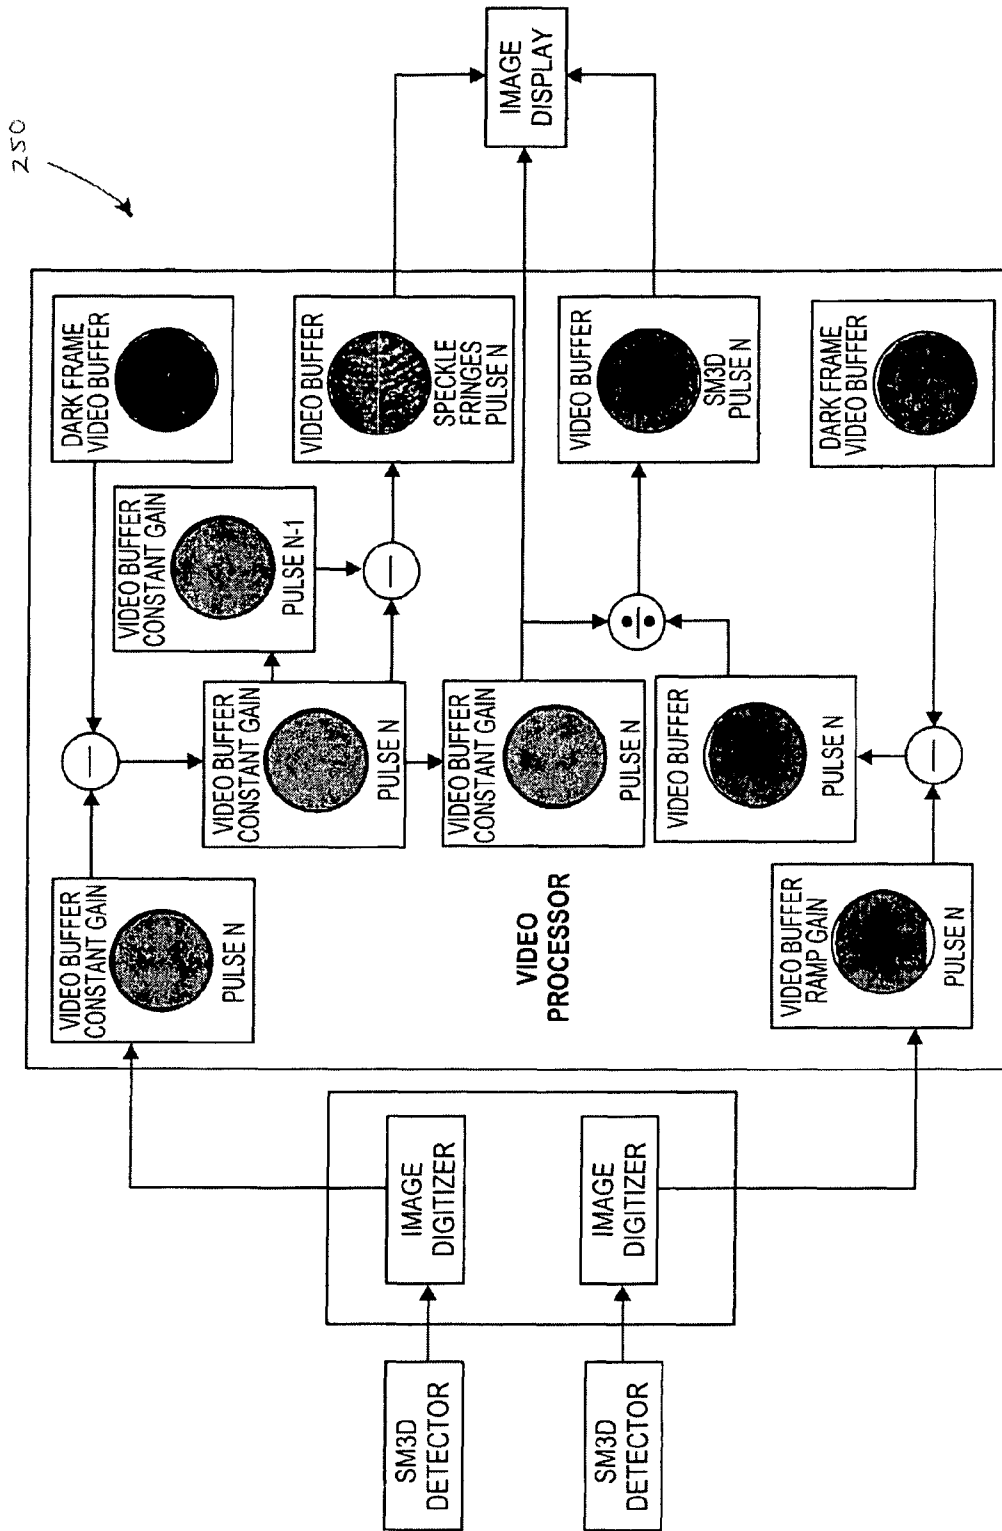 250
SM3D
DETECTOR
SM3D
DETECTOR
IMAGE
DIGITIZER
IMAGE
DIGITIZER
VIDEO BUFFER
CONSTANT GAIN
PULSE N
DARK FRAME
VIDEO BUFFER
VIDEO BUFFER
CONSTANT GAIN
PULSE N-1
VIDEO BUFFER
CONSTANT GAIN
PULSE N
VIDEO BUFFER
SPECKLE
FRINGES
PULSE N
VIDEO BUFFER
CONSTANT GAIN
PULSE N
VIDEO
PROCESSOR
VIDEO BUFFER
SM3D
PULSE N
VIDEO BUFFER
PULSE N
VIDEO BUFFER
RAMP GAIN
PULSE N
DARK FRAME
VIDEO BUFFER
IMAGE
DISPLAY